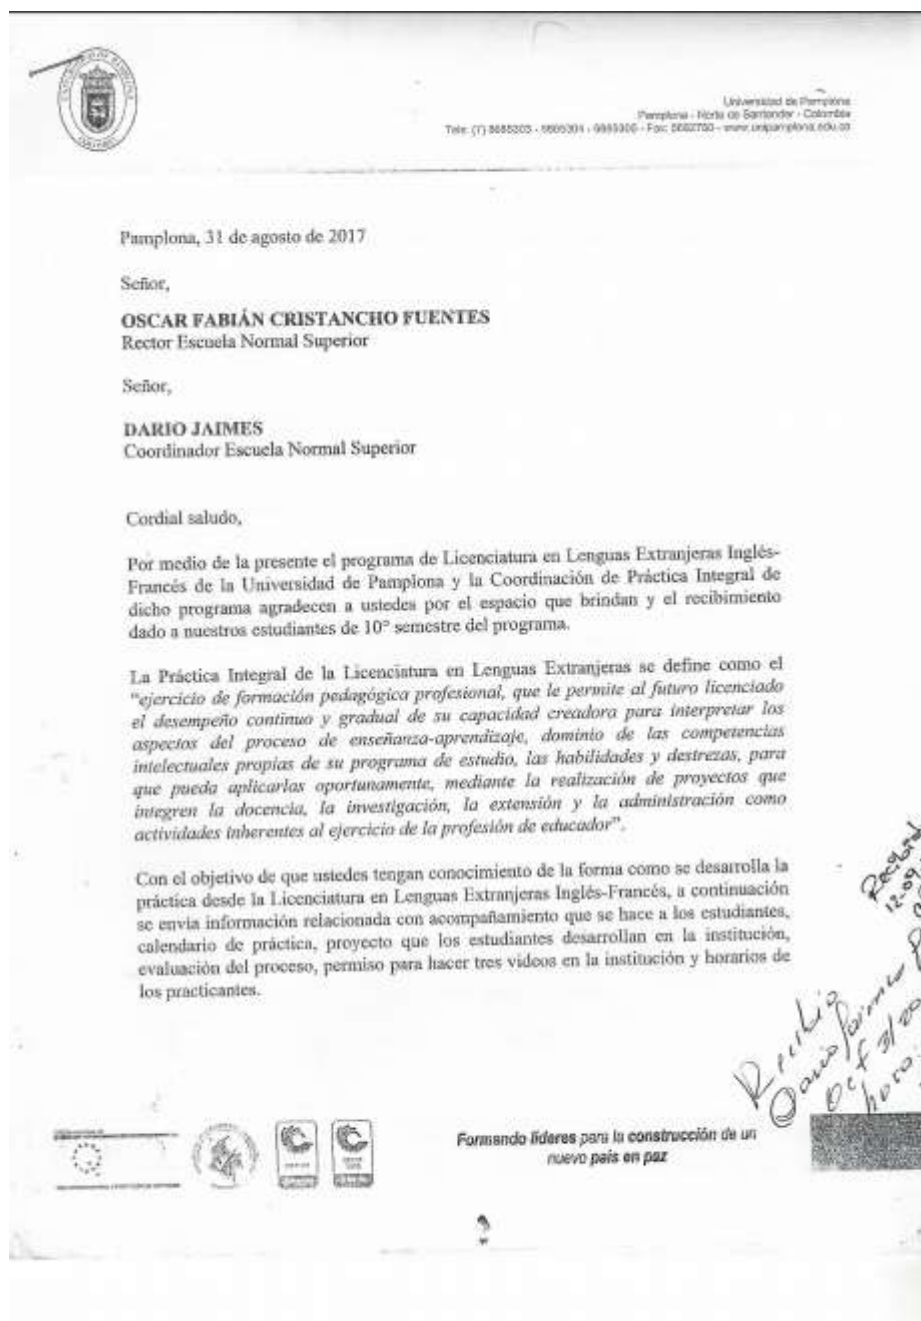 Universidad de Pamplona
Pamplona - Norte de Santander - Colombia
Pamplona, 31 de agosto de 2017
Señor,
OSCAR FABIÁN CRISTANCHO FUENTES
Rector Escuela Normal Superior
Señor,
DARIO JAIMES
Coordinador Escuela Normal Superior
Cordial saludo,
Por medio de la presente el programa de Licenciatura en Lenguas Extranjeras Inglés-
Francés de la Universidad de Pamplona y la Coordinación de Práctica Integral de
dicho programa agradecen a ustedes por el espacio que brindan y el recibimiento
dado a nuestros estudiantes de 10° semestre del programa.
La Práctica Integral de la Licenciatura en Lenguas Extranjeras se define como el
"ejercicio de formación pedagógica profesional, que le permite al futuro licenciado
el desempeño continuo y gradual de su capacidad creadora para interpretar los
aspectos del proceso de enseñanza-aprendizaje, dominio de las competencias
intelectuales propias de su programa de estudio, las habilidades y destrezas, para
que pueda aplicarlas oportunamente, mediante la realización de proyectos que
integren la docencia, la investigación, la extensión y la administración como
actividades inherentes al ejercicio de la profesión de educador".
Con el objetivo de que ustedes tengan conocimiento de la forma como se desarrolla la
práctica desde la Licenciatura en Lenguas Extranjeras Inglés-Francés, a continuación
se envia información relacionada con acompañamiento que se hace a los estudiantes,
calendario de práctica, proyecto que los estudiantes desarrollan en la institución,
evaluación del proceso, permiso para hacer tres videos en la institución y horarios de
los practicantes.
Recibio
Dario Jaimes
Oct 3/20
hora
Formando líderes para la construcción de un
nuevo país en paz